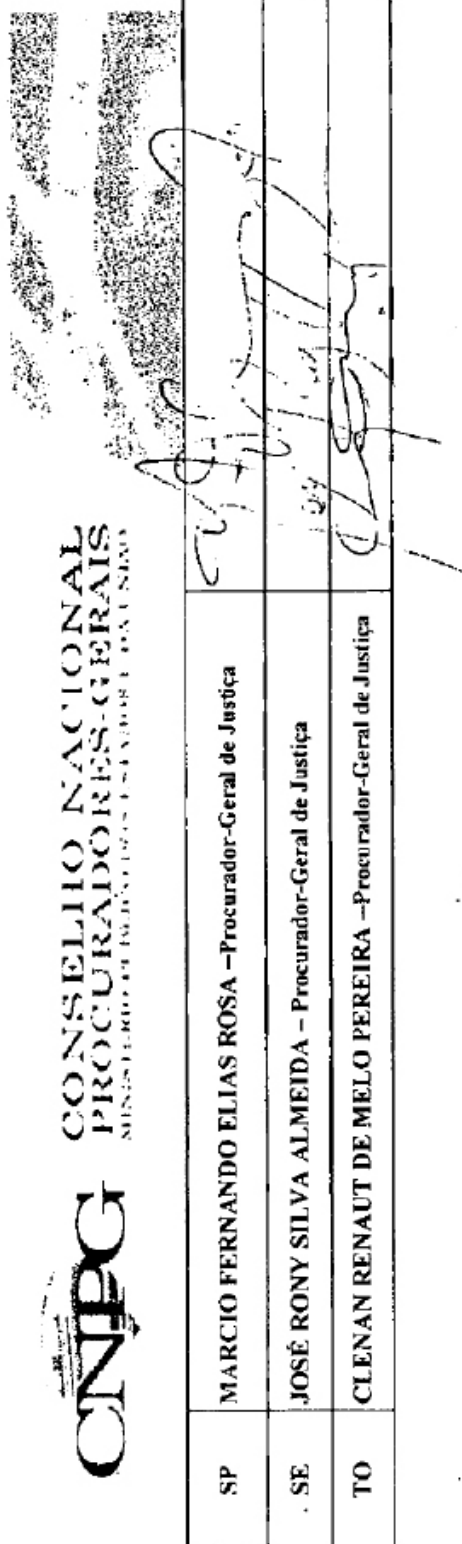 CNPG
CONSELHO NACIONAL
PROCURADORES-GERAIS
SP MARCIO FERNANDO ELIAS ROSA –Procurador-Geral de Justiça
SE JOSÉ RONY SILVA ALMEIDA – Procurador-Geral de Justiça
TO CLENAN RENAUT DE MELO PEREIRA –Procurador-Geral de Justiça